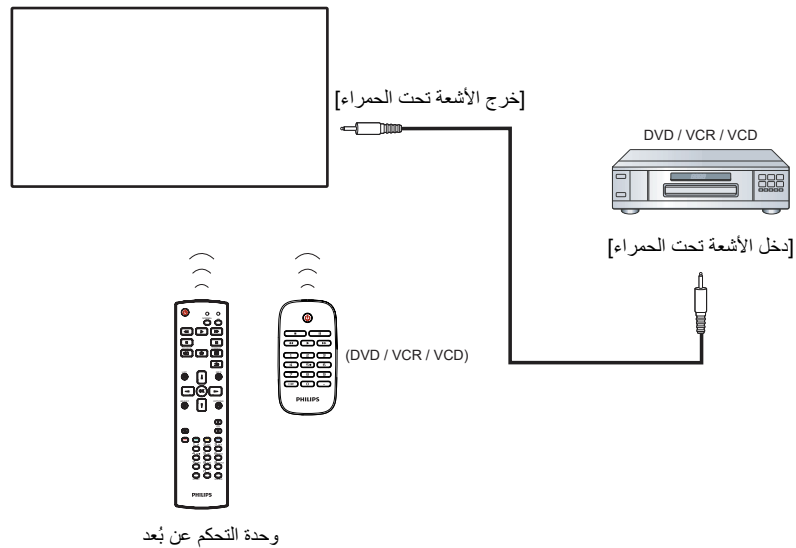 [خرج الأشعة تحت الحمراء]
DVD / VCR / VCD
[دخل الأشعة تحت الحمراء]
(DVD / VCR / VCD)
PHILIPS
PHILIPS
وحدة التحكم عن بُعد